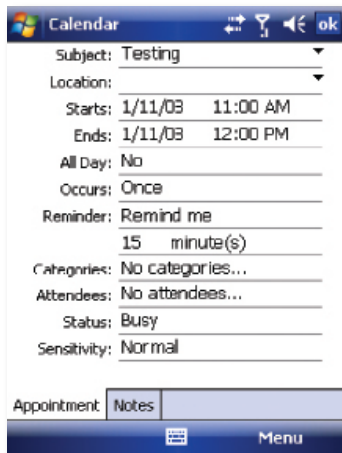 Calendar ok
Subject: Testing
Location:
Starts: 1/11/03 11:00 AM
Ends: 1/11/03 12:00 PM
All Day: No
Occurs: Once
Reminder: Remind me
15 minute(s)
Categories: No categories...
Attendees: No attendees...
Status: Busy
Sensitivity: Normal
Appointment Notes
Menu